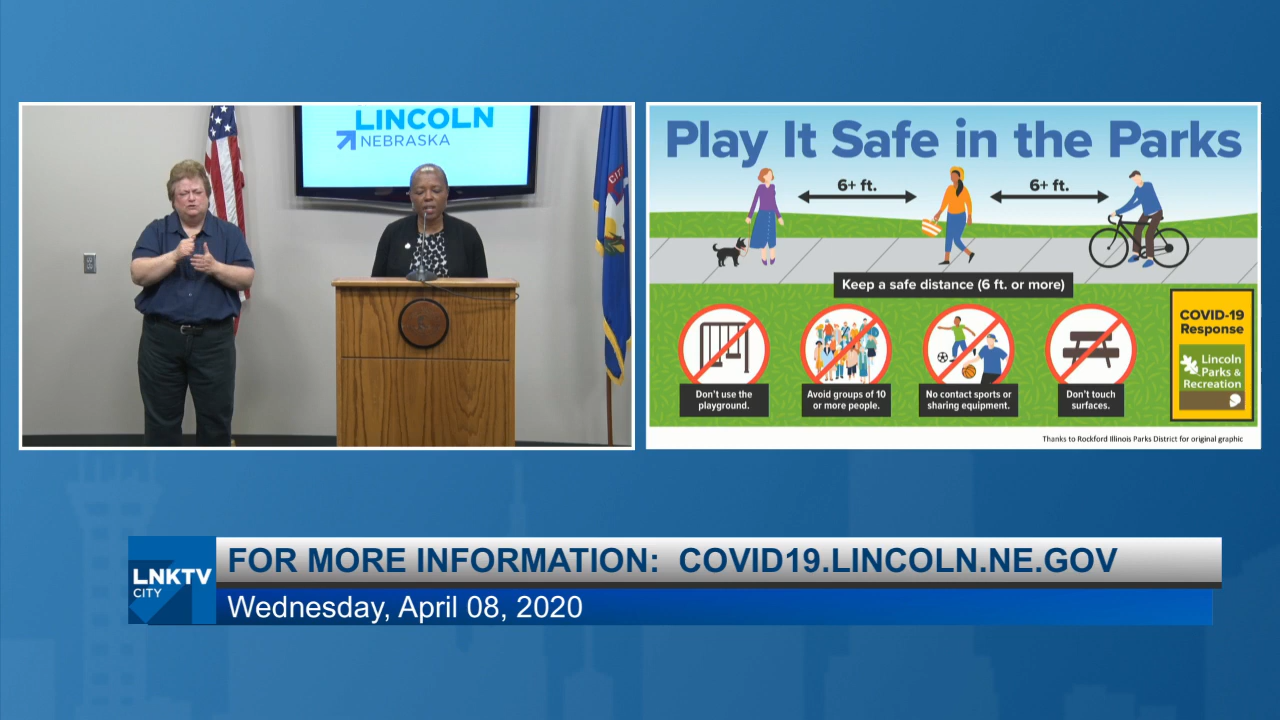 LINCOLN
NEBRASKA
Play It Safe in the Parks
6+ ft.
6+ ft.
Keep a safe distance (6 ft. or more)
COVID-19
Response
Lincoln
Parks &
Recreation
Don't use the
playground.
Avoid groups of 10
or more people.
No contact sports or
sharing equipment.
Don't touch
surfaces.
Thanks to Rockford Illinois Parks District for original graphic
LNKTV
CITY
FOR MORE INFORMATION: COVID19.LINCOLN.NE.GOV
Wednesday, April 08, 2020